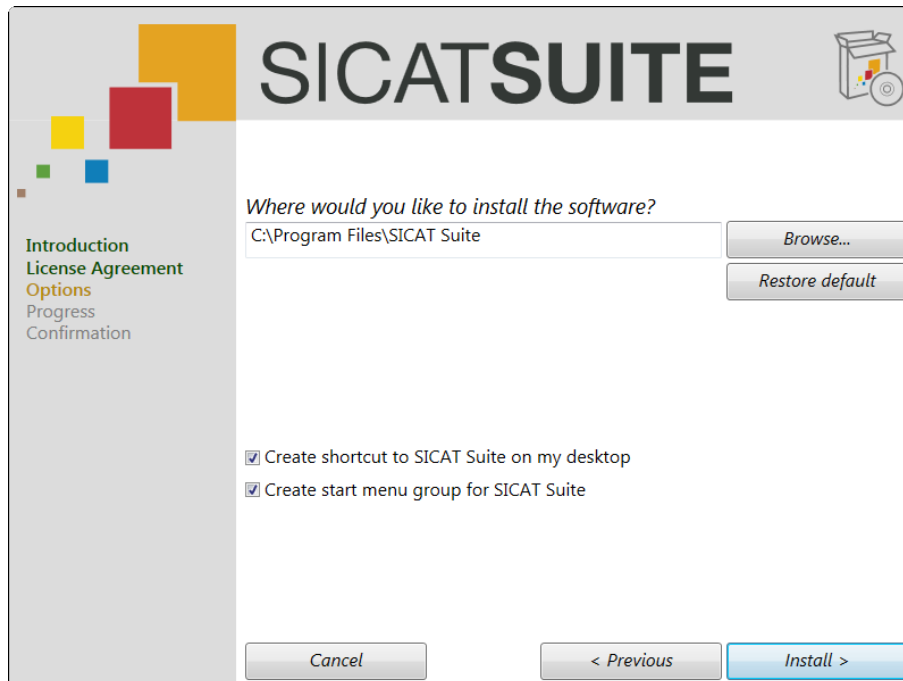 SICATSUITE
Where would you like to install the software?
C:\Program Files\SICAT Suite
Browse...
Restore default
Introduction
License Agreement
Options
Progress
Confirmation
Create shortcut to SICAT Suite on my desktop
Create start menu group for SICAT Suite
Cancel
< Previous
Install >